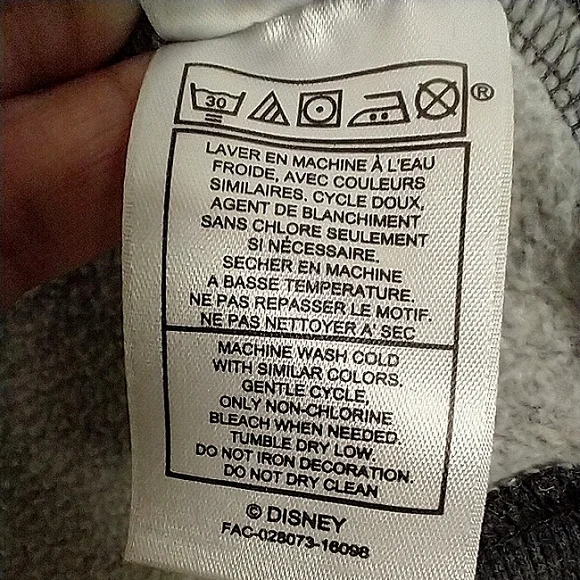 30
®
LAVER EN MACHINE À L'EAU
FROIDE, AVEC COULEURS
SIMILAIRES. CYCLE DOUX,
AGENT DE BLANCHIMENT
SANS CHLORE SEULEMENT
SI NÉCESSAIRE.
SECHER EN MACHINE
A BASSE TEMPERATURE.
NE PAS REPASSER LE MOTIF.
NE PAS NETTOYER A' SEC
MACHINE WASH COLD
WITH SIMILAR COLORS.
GENTLE CYCLE,
ONLY NON-CHLORINE
BLEACH WHEN NEEDED.
TUMBLE DRY LOW.
DO NOT IRON DECORATION.
DO NOT DRY CLEAN
© DISNEY
FAC-028073-16098